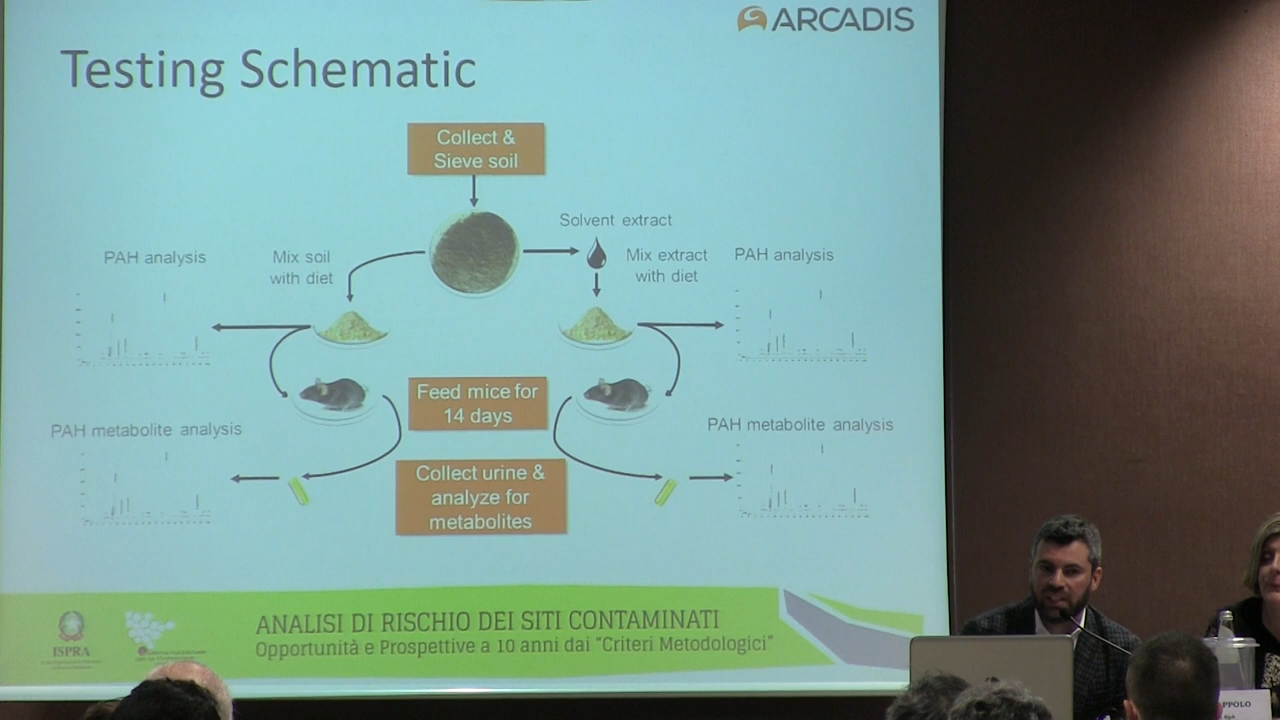 ARCADIS
Testing Schematic
Collect &
Sieve soil
Solvent extract
PAH analysis
Mix soil
with diet
Mix extract
with diet
PAH analysis
Feed mice for
14 days
PAH metabolite analysis
PAH metabolite analysis
Collect urine &
analyze for
metabolites
ANALISI DI RISCHIO DEI SITI CONTAMINATI
Opportunità e Prospettive a 10 anni dai "Criteri Metodologici"
ISPRA
APPOLO